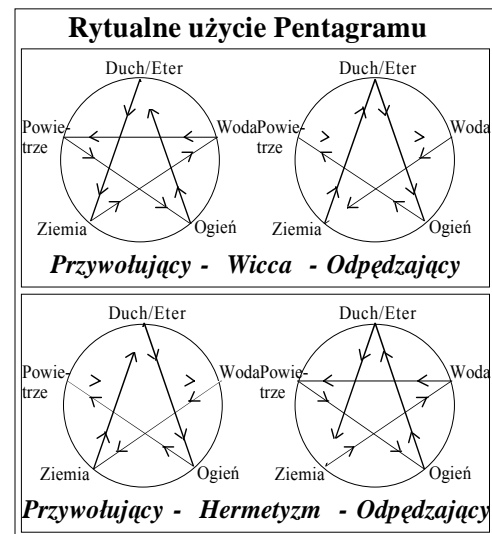 Rytualne użycie Pentagramu
Duch/Eter Duch/Eter
Powie-
trze
Woda
Powie-
trze
Woda
Ziemia Ogień Ziemia Ogień
Przywołujący - Wicca - Odpędzający
Duch/Eter Duch/Eter
Powie-
trze
Woda
Powie-
trze
Woda
Ziemia Ogień Ziemia Ogień
Przywołujący - Hermetyzm - Odpędzający